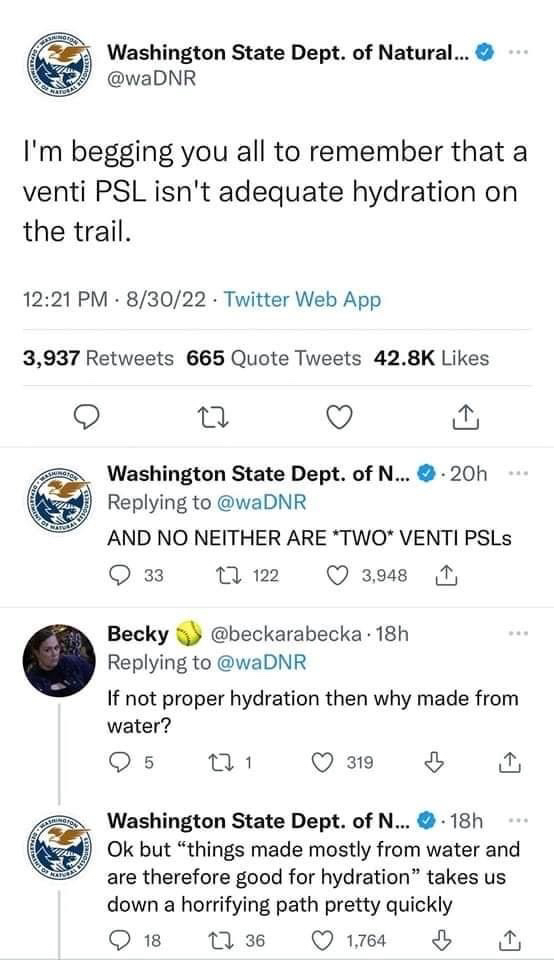 Washington State Dept. of Natural...
@waDNR
I'm begging you all to remember that a
venti PSL isn't adequate hydration on
the trail.
12:21 PM · 8/30/22 · Twitter Web App
3,937 Retweets 665 Quote Tweets 42.8K Likes
Washington State Dept. of N... · 20h
Replying to @waDNR
AND NO NEITHER ARE *TWO* VENTI PSLs
33 122 3,948
Becky 🥎 @beckarabecka · 18h
Replying to @waDNR
If not proper hydration then why made from
water?
5 1 319
Washington State Dept. of N... · 18h
Ok but “things made mostly from water and
are therefore good for hydration” takes us
down a horrifying path pretty quickly
18 36 1,764